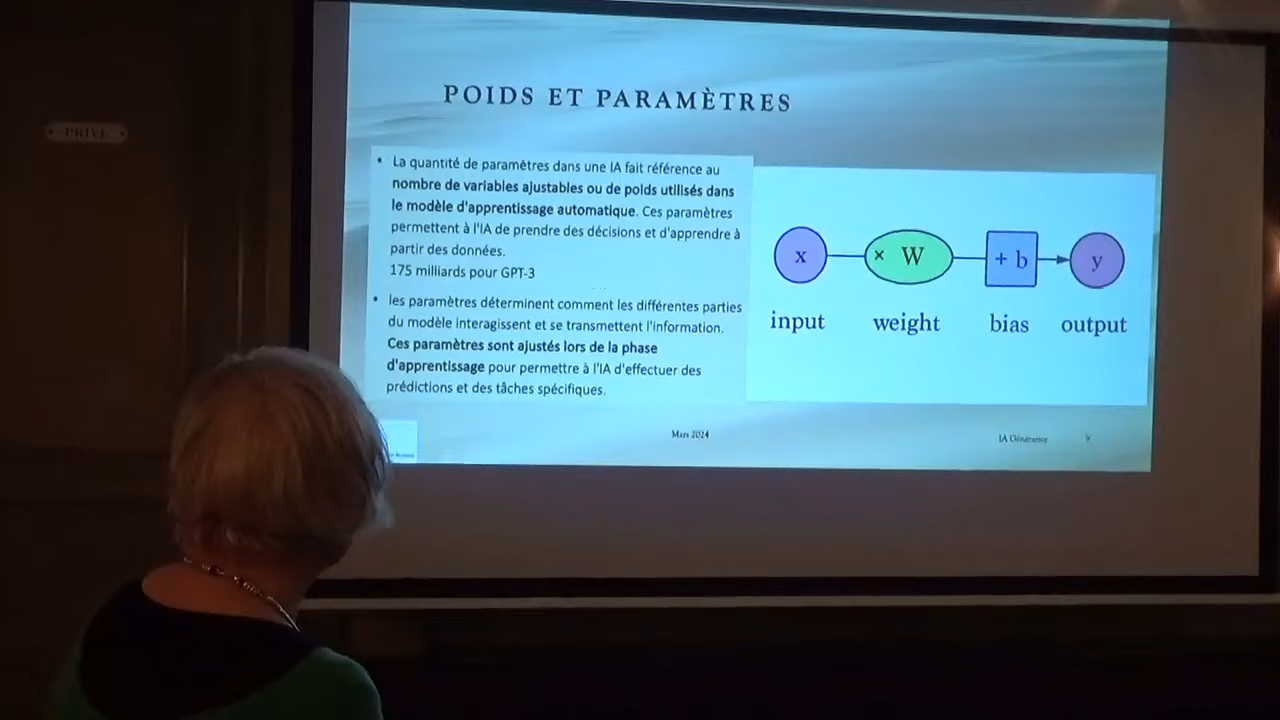 PRIVÉ
POIDS ET PARAMÈTRES
• La quantité de paramètres dans une IA fait référence au
nombre de variables ajustables ou de poids utilisés dans
le modèle d'apprentissage automatique. Ces paramètres
permettent à l'IA de prendre des décisions et d'apprendre à
partir des données.
175 milliards pour GPT-3
• les paramètres déterminent comment les différentes parties
du modèle interagissent et se transmettent l'information.
Ces paramètres sont ajustés lors de la phase
d'apprentissage pour permettre à l'IA d'effectuer des
prédictions et des tâches spécifiques.
x × W + b y
input weight bias output
Mars 2024
IA Générative 9